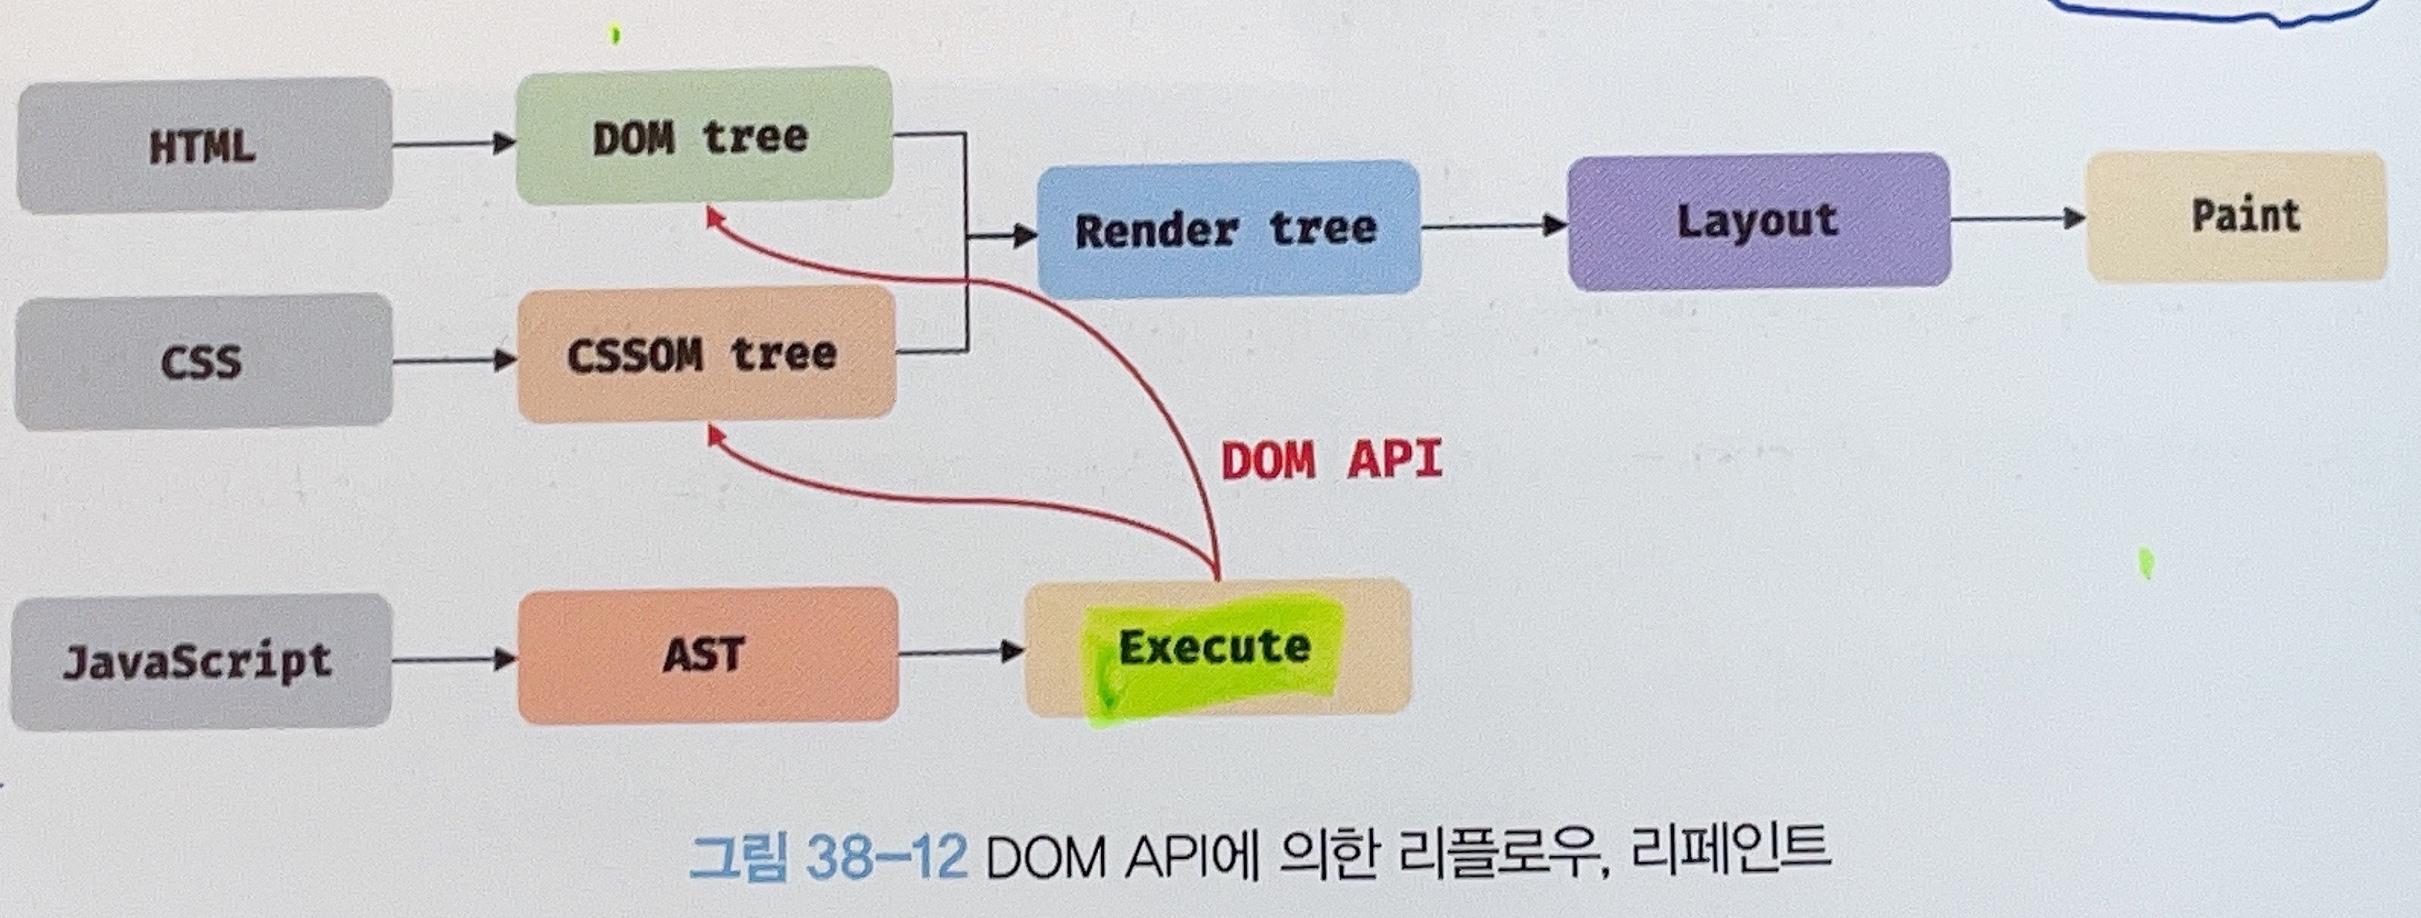 HTML
DOM tree
CSS
CSSOM tree
Render tree
Layout
Paint
DOM API
JavaScript
AST
Execute
그림 38–12 DOM API에 의한 리플로우, 리페인트